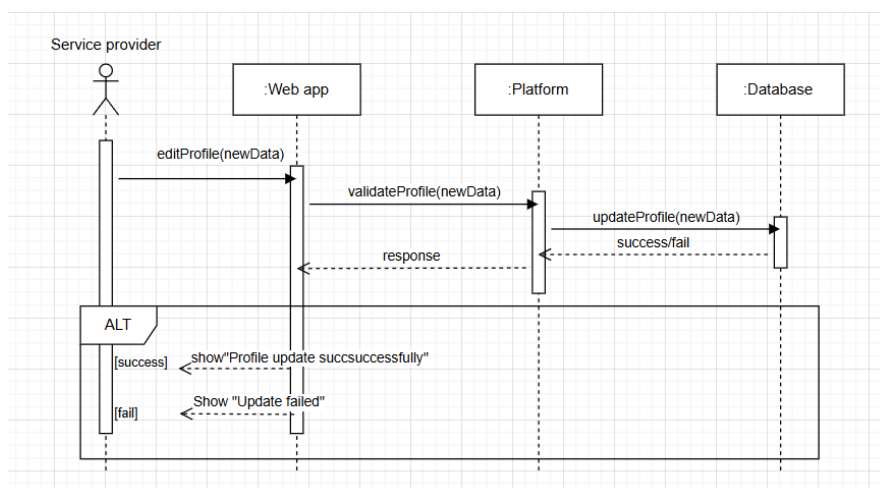 Service provider
:Web app
:Platform
:Database
editProfile(newData)
validateProfile(newData)
updateProfile(newData)
success/fail
response
ALT
[success]
show"Profile update succsuccessfully"
[fail]
Show "Update failed"